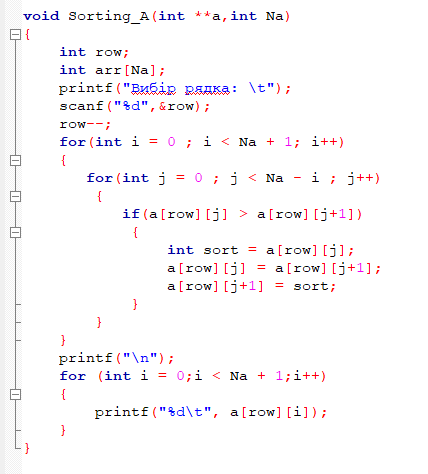 void Sorting_A(int **a,int Na)
{
int row;
int arr[Na];
printf("Вибір рядка: \t");
scanf("%d",&row);
row--;
for(int i = 0 ; i < Na + 1; i++)
{
for(int j = 0 ; j < Na - i ; j++)
{
if(a[row][j] > a[row][j+1])
{
int sort = a[row][j];
a[row][j] = a[row][j+1];
a[row][j+1] = sort;
}
}
}
printf("\n");
for (int i = 0;i < Na + 1;i++)
{
printf("%d\t", a[row][i]);
}
}